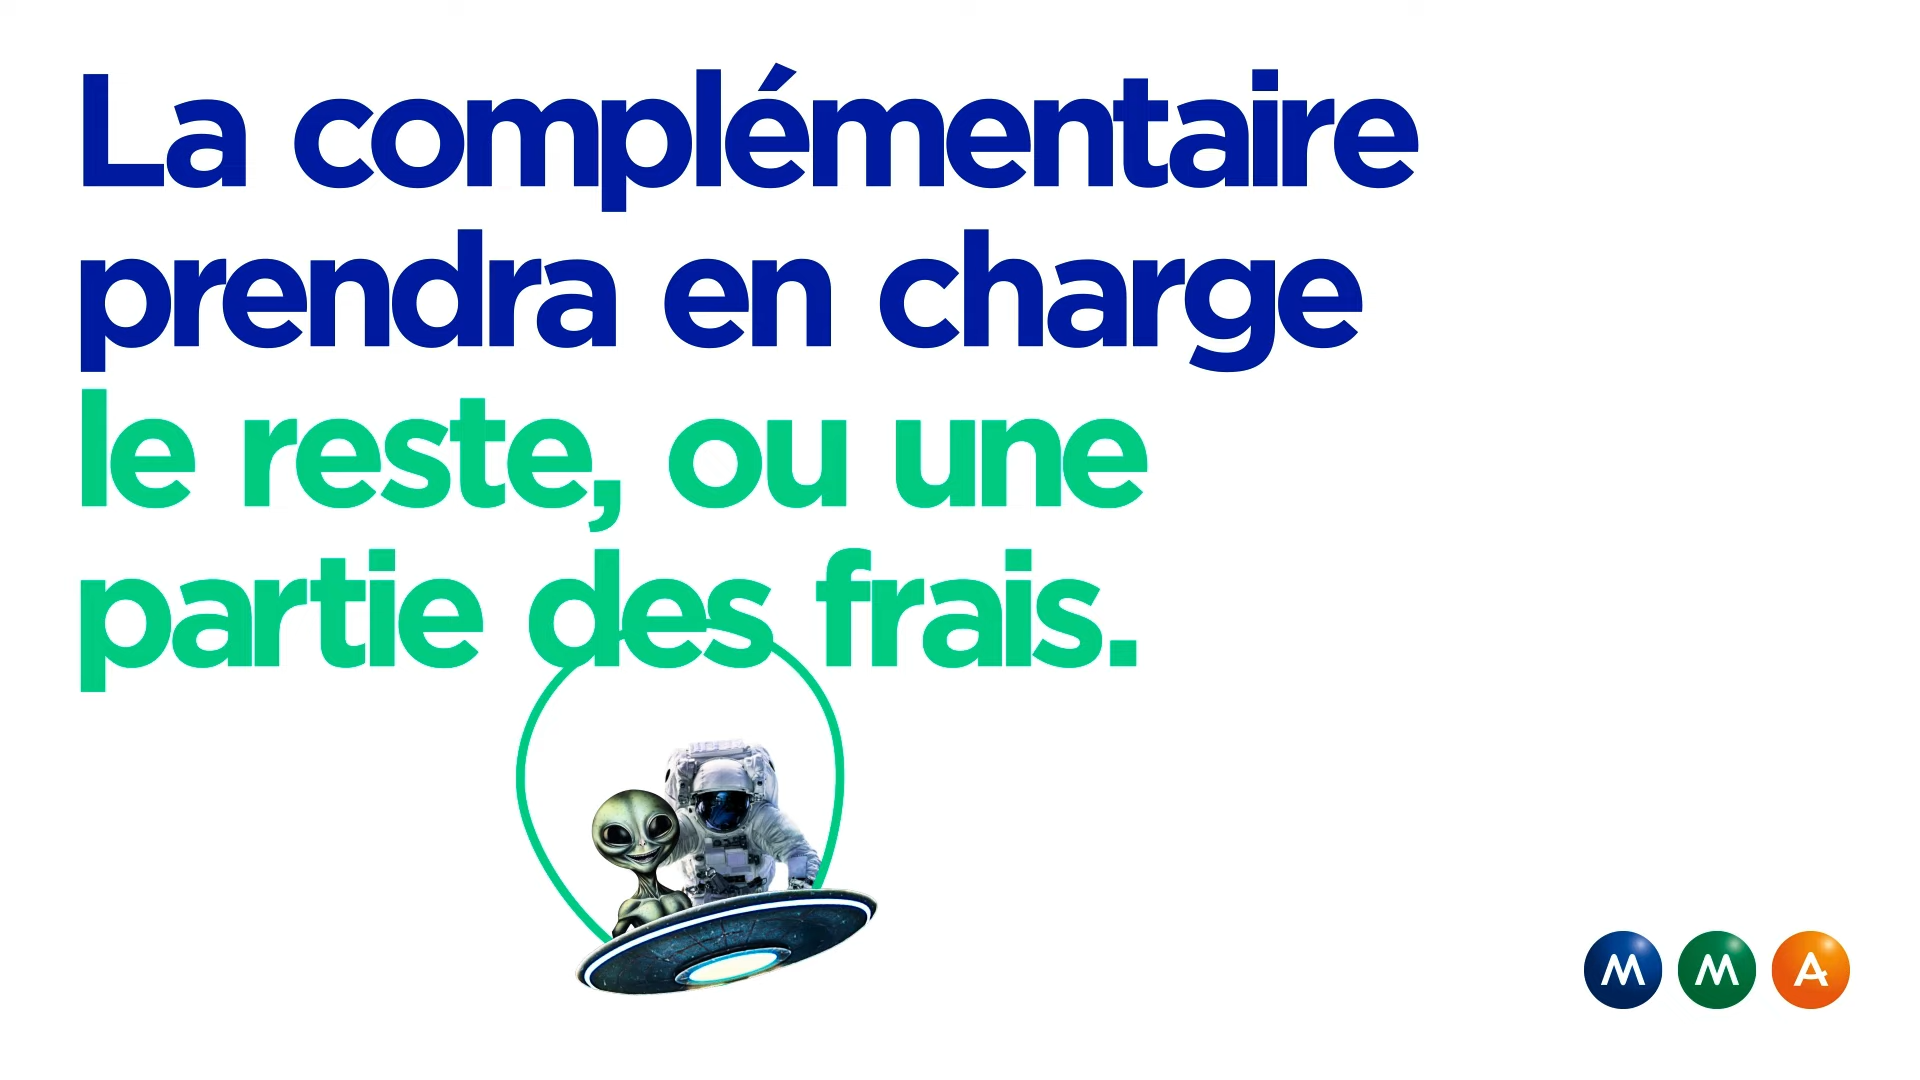 La complémentaire
prendra en charge
le reste, ou une
partie des frais.
MMA